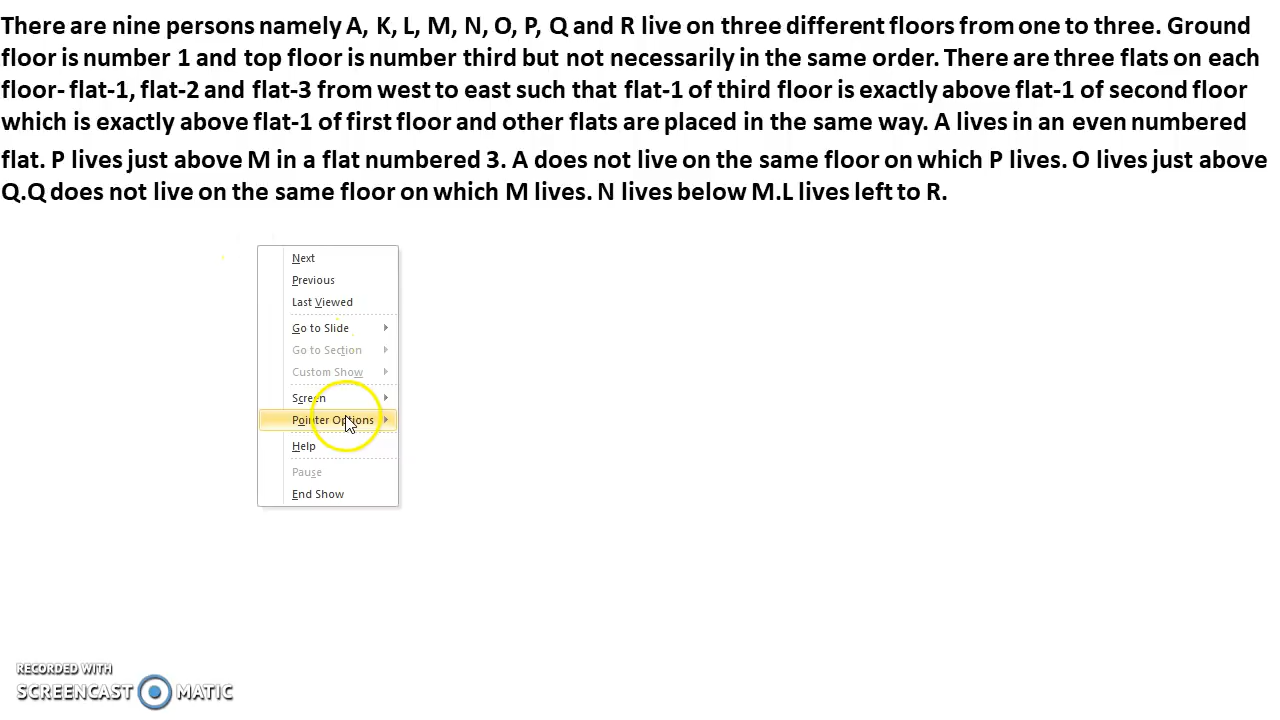 There are nine persons namely A, K, L, M, N, O, P, Q and R live on three different floors from one to three. Ground
floor is number 1 and top floor is number third but not necessarily in the same order. There are three flats on each
floor- flat-1, flat-2 and flat-3 from west to east such that flat-1 of third floor is exactly above flat-1 of second floor
which is exactly above flat-1 of first floor and other flats are placed in the same way. A lives in an even numbered
flat. P lives just above M in a flat numbered 3. A does not live on the same floor on which P lives. O lives just above
Q.Q does not live on the same floor on which M lives. N lives below M.L lives left to R.
Next
Previous
Last Viewed
Go to Slide
Go to Section
Custom Show
Screen
Pointer Options
Help
Pause
End Show
RECORDED WITH
SCREENCAST MATIC